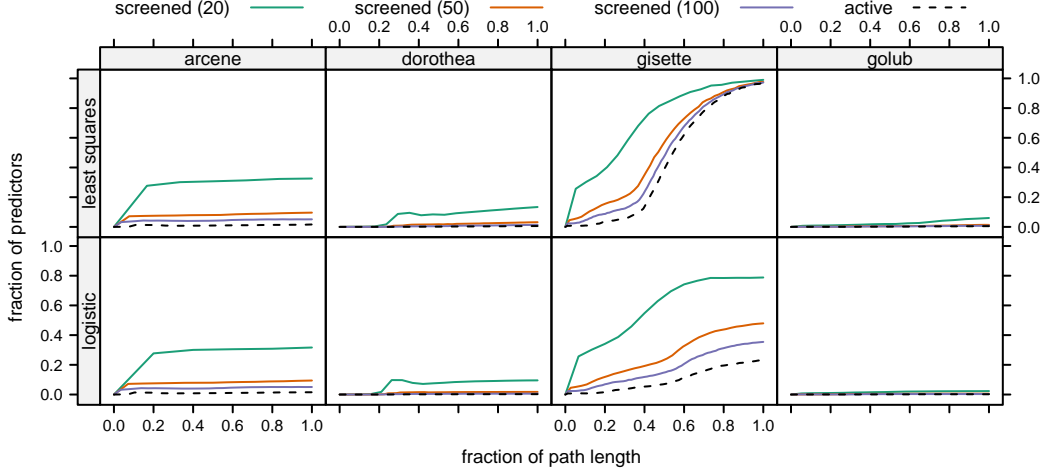 screened (20) screened (50) screened (100) active
0.0 0.2 0.4 0.6 0.8 1.0 0.0 0.2 0.4 0.6 0.8 1.0
arcene dorothea gisette golub
least squares
0.0 0.2 0.4 0.6 0.8 1.0
fraction of predictors
logistic
0.0 0.2 0.4 0.6 0.8 1.0
0.0 0.2 0.4 0.6 0.8 1.0 0.0 0.2 0.4 0.6 0.8 1.0
fraction of path length